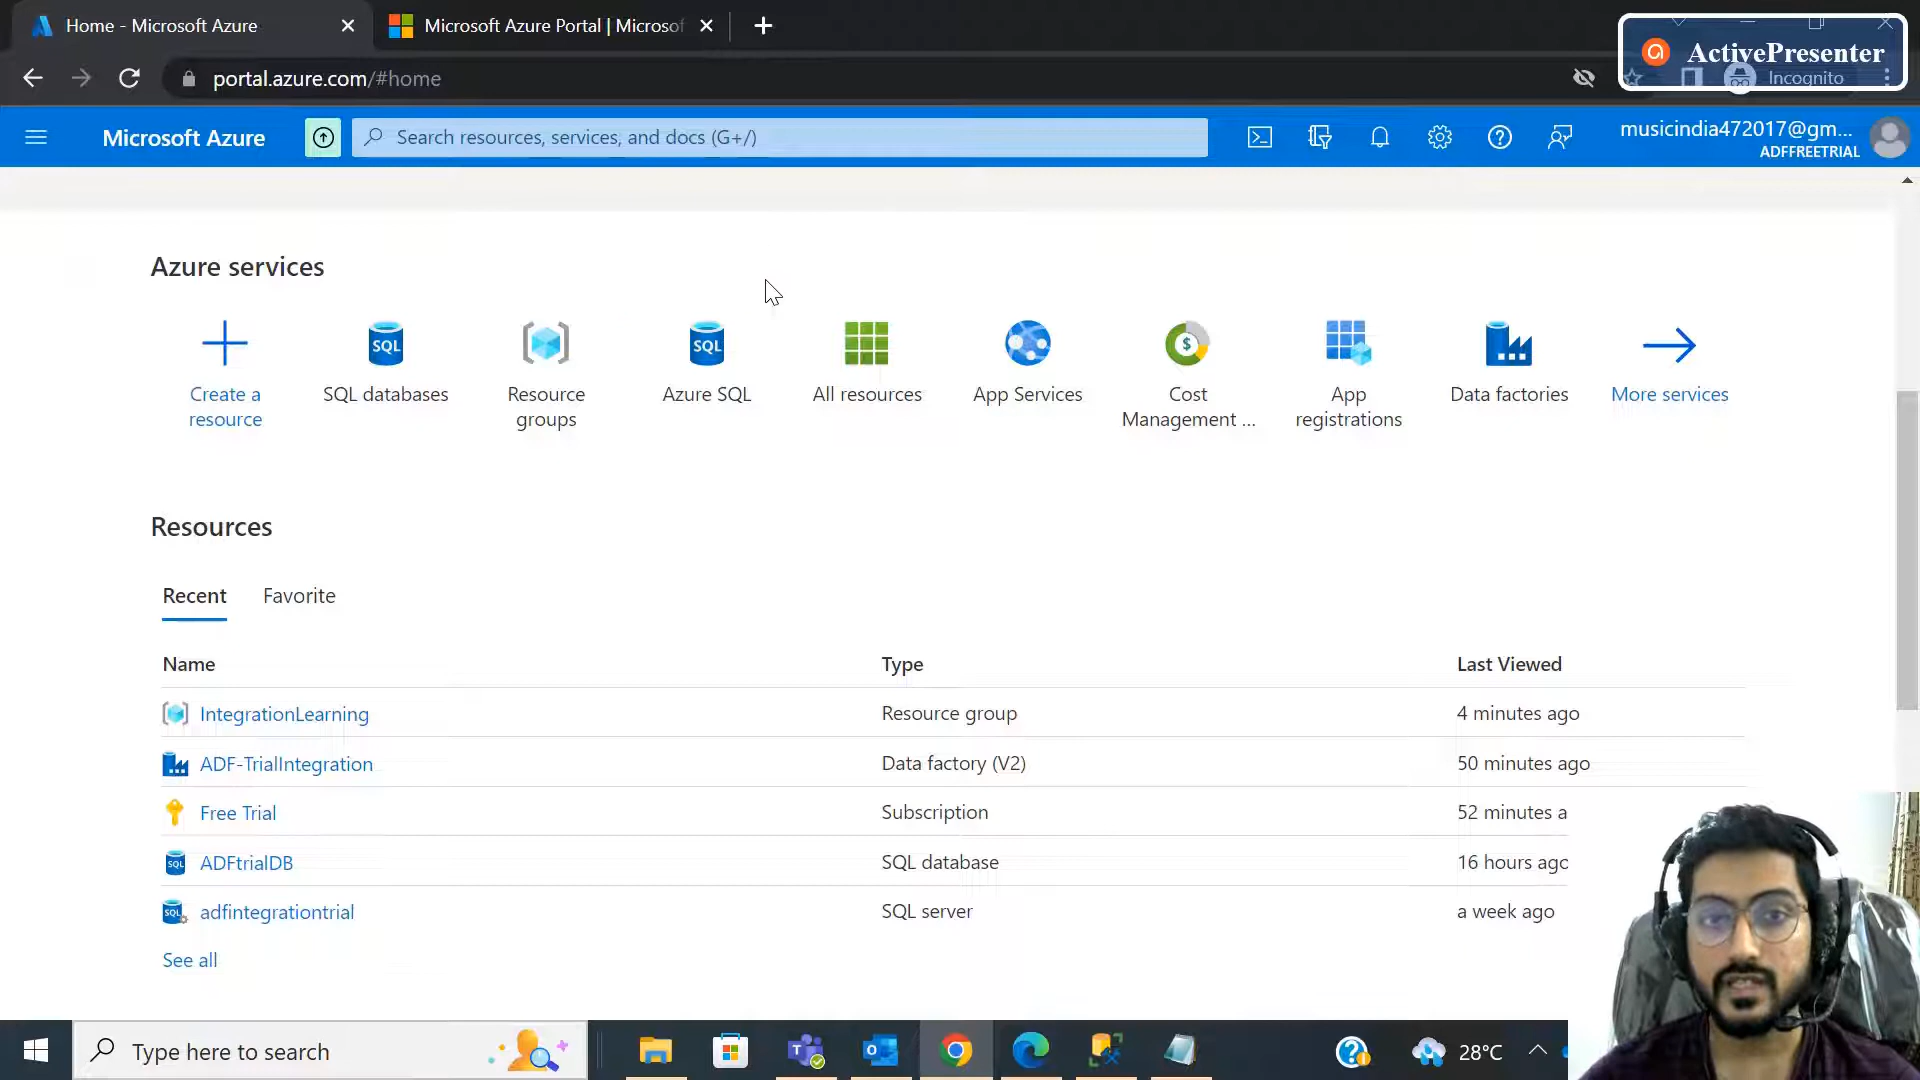 Home - Microsoft Azure
Microsoft Azure Portal | Microsof
ActivePresenter
portal.azure.com/#home
Incognito
Microsoft Azure
Search resources, services, and docs (G+/)
musicindia472017@gm...
ADFFREETRIAL
Azure services
Create a resource
SQL databases
Resource groups
Azure SQL
All resources
App Services
Cost Management ...
App registrations
Data factories
More services
Resources
Recent Favorite
Name Type Last Viewed
IntegrationLearning Resource group 4 minutes ago
ADF-TrialIntegration Data factory (V2) 50 minutes ago
Free Trial Subscription 52 minutes a
ADFtrialDB SQL database 16 hours ago
adfintegrationtrial SQL server a week ago
See all
Type here to search
28°C